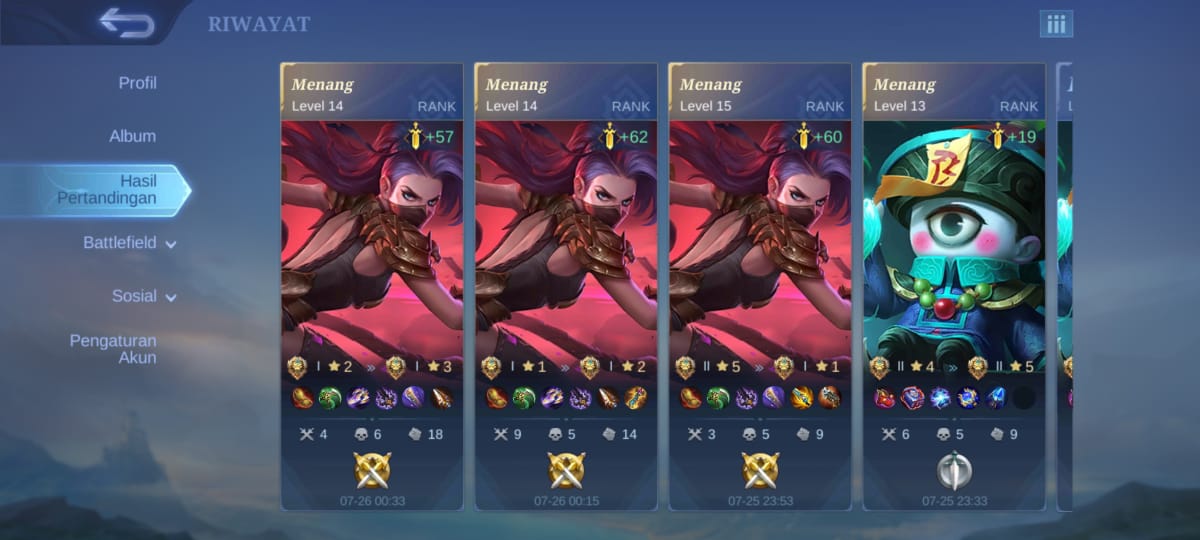 RIWAYAT
Profil
Album
Hasil
Pertandingan
Battlefield
Sosial
Pengaturan
Akun
Menang
Level 14 RANK
+57
I 2 » I 3
4 6 18
07-26 00:33
Menang
Level 14 RANK
+62
I 1 » I 2
9 5 14
07-26 00:15
Menang
Level 15 RANK
+60
II 5 » I 1
3 5 9
07-25 23:53
Menang
Level 13 RANK
+19
II 4 » II 5
6 5 9
07-25 23:33